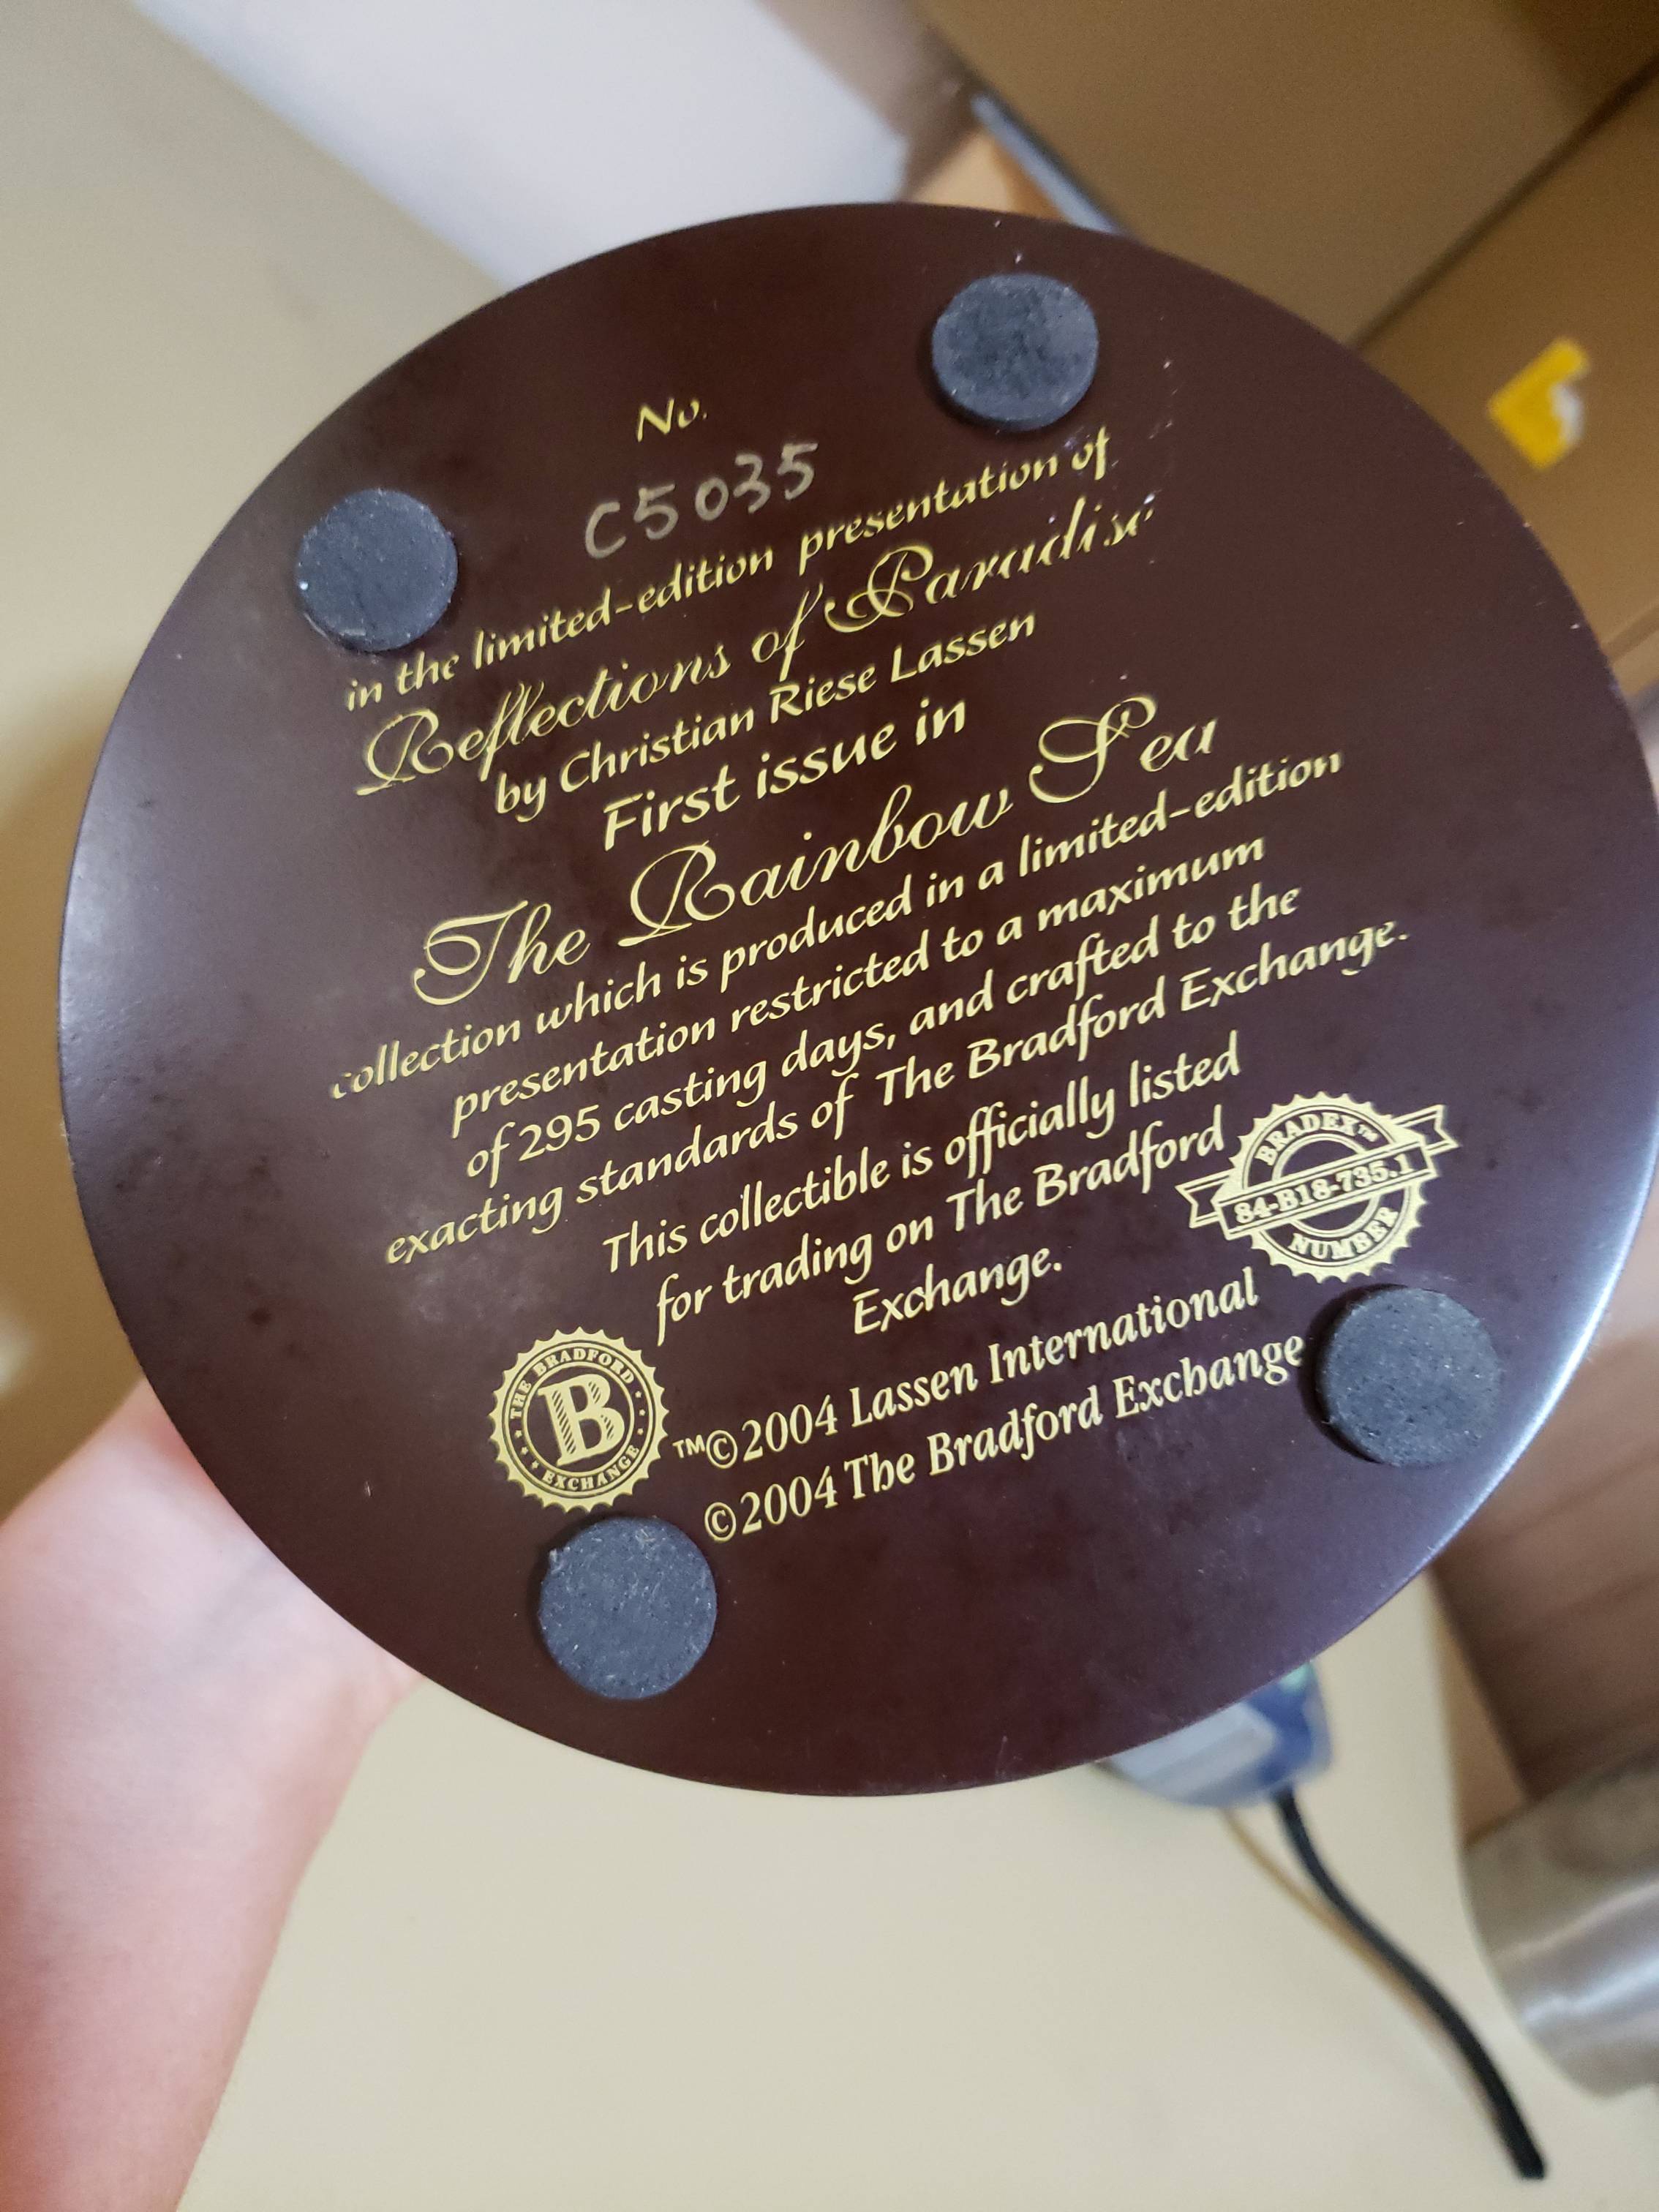 No.
C5035
in the limited-edition presentation of
Reflections of Paradise
by Christian Riese Lassen
First issue in
The Rainbow Sea
collection which is produced in a limited-edition
presentation restricted to a maximum
of 295 casting days, and crafted to the
exacting standards of The Bradford Exchange.
This collectible is officially listed
for trading on The Bradford
Exchange.
BRADEX™
84-B18-735.1
NUMBER
THE BRADFORD
B
EXCHANGE
™©2004 Lassen International
©2004 The Bradford Exchange